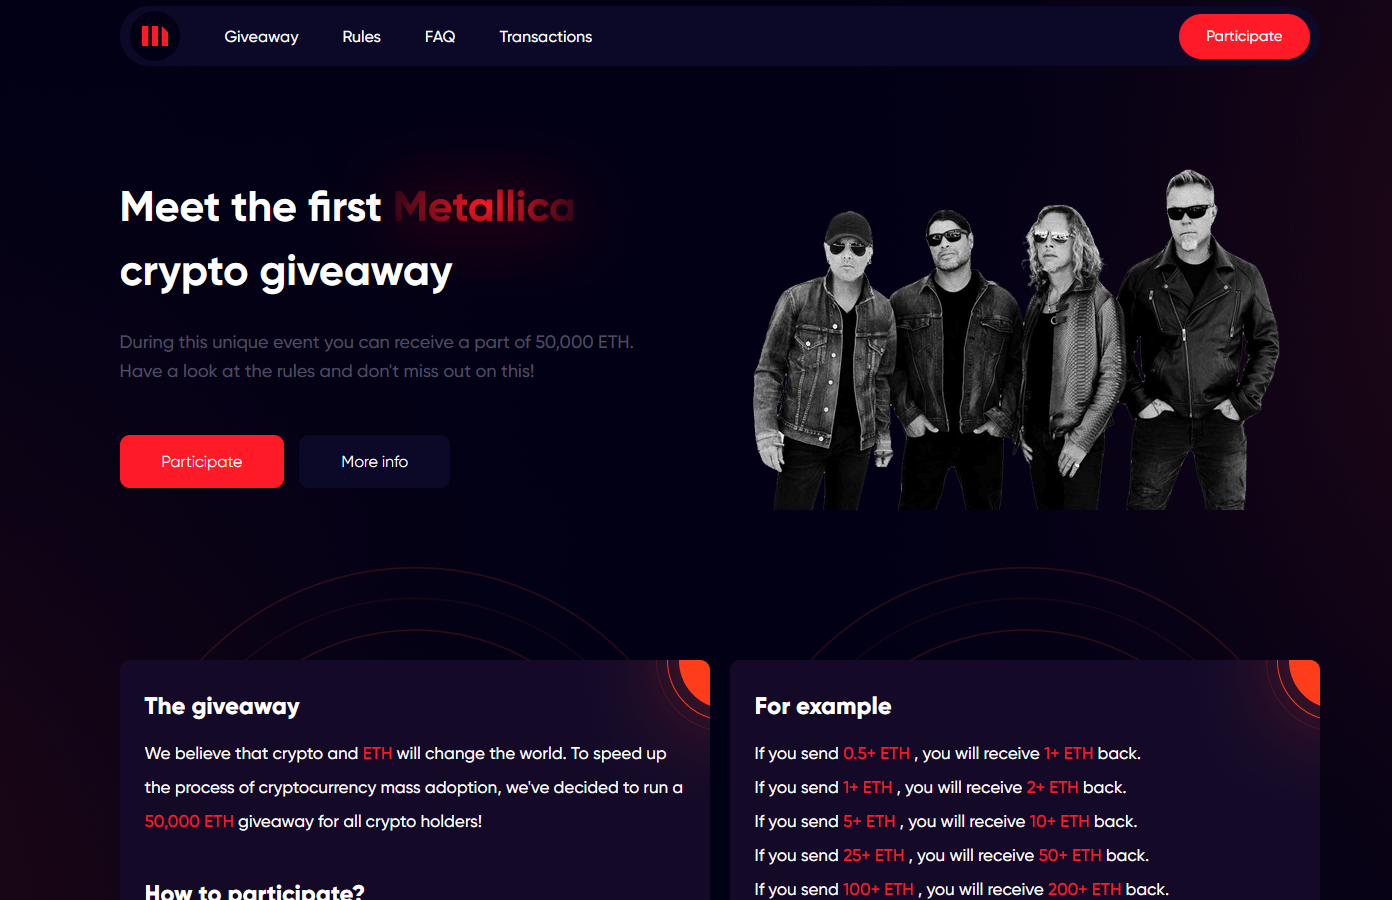 Giveaway Rules FAQ Transactions Participate
Meet the first Metallica
crypto giveaway
During this unique event you can receive a part of 50,000 ETH.
Have a look at the rules and don't miss out on this!
Participate More info
The giveaway
We believe that crypto and ETH will change the world. To speed up
the process of cryptocurrency mass adoption, we've decided to run a
50,000 ETH giveaway for all crypto holders!
How to participate?
For example
If you send 0.5+ ETH , you will receive 1+ ETH back.
If you send 1+ ETH , you will receive 2+ ETH back.
If you send 5+ ETH , you will receive 10+ ETH back.
If you send 25+ ETH , you will receive 50+ ETH back.
If you send 100+ ETH , you will receive 200+ ETH back.